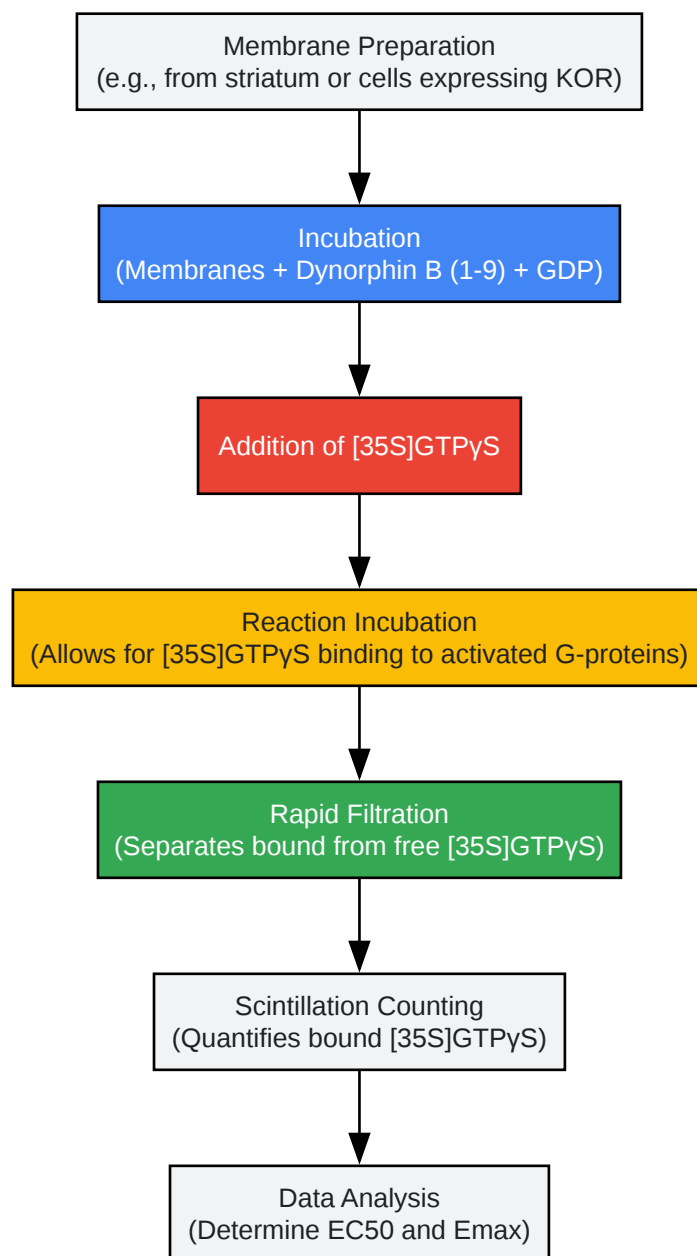 Membrane Preparation
(e.g., from striatum or cells expressing KOR)
Incubation
(Membranes + Dynorphin B (1-9) + GDP)
Addition of [35S]GTPγS
Reaction Incubation
(Allows for [35S]GTPγS binding to activated G-proteins)
Rapid Filtration
(Separates bound from free [35S]GTPγS)
Scintillation Counting
(Quantifies bound [35S]GTPγS)
Data Analysis
(Determine EC50 and Emax)